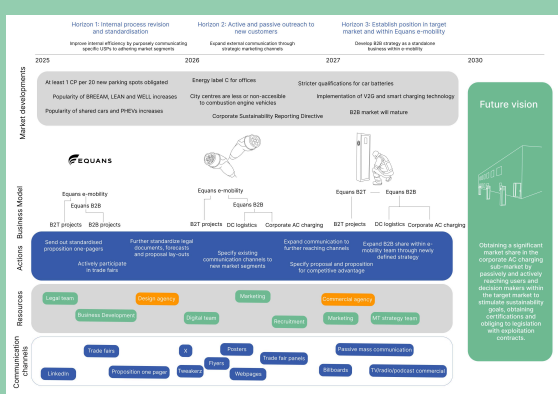 Horizon 1: Internal process revision
and standardisation
Horizon 2: Active and passive outreach to
new customers
Horizon 3: Establish position in target
market and within Equans e-mobility
Improve internal efficiency by purposely communicating
specific USPs to adhering market segments
Expand external communication through
strategic marketing channels
Develop B2B strategy as a standalone
business within e-mobility
2025
2026
2027
2030
Market developments
At least 1 CP per 20 new parking spots obligated
Popularity of BREEAM, LEAN and WELL increases
Popularity of shared cars and PHEVs increases
Energy label C for offices
City centres are less or non-accesible
to combustion engine vehicles
Corporate Sustainability Reporting Directive
Stricter qualifications for car batteries
Implementation of V2G and smart charging technology
B2B market will mature
Future vision
Obtaining a significant
market share in the
corporate AC charging
sub-market by
passively and actively
reaching users and
decision makers within
the target market to
stimulate sustainability
goals, obtaining
certifications and
obliging to legislation
with exploitation
contracts.
Business Model
EQUANS
Equans e-mobility
Equans B2B
B2T projects
B2B projects
Equans e-mobility
Equans B2B
B2T projects
DC logistics
Corporate AC charging
Equans B2T
Equans B2B
B2T projects
DC logistics
Corporate AC charging
Actions
Send out standardised
proposition one-pagers
Actively participate
in trade fairs
Further standardize legal
documents, forecasts
and proposal lay-outs
Specify existing
communication channels to
new market segments
Expand communication to
further reaching channels
Specify proposal and proposition
for competitive advantage
Expand B2B share within e-
mobility team through newly
defined strategy
Resources
Legal team
Business Development
Design agency
Digital team
Marketing
Recruitment
Commercial agency
Marketing
MT strategy team
Communication
channels
LinkedIn
Trade fairs
Proposition one pager
X
Tweakerz
Flyers
Posters
Webpages
Trade fair panels
Billboards
Passive mass communication
TV/radio/podcast commercial